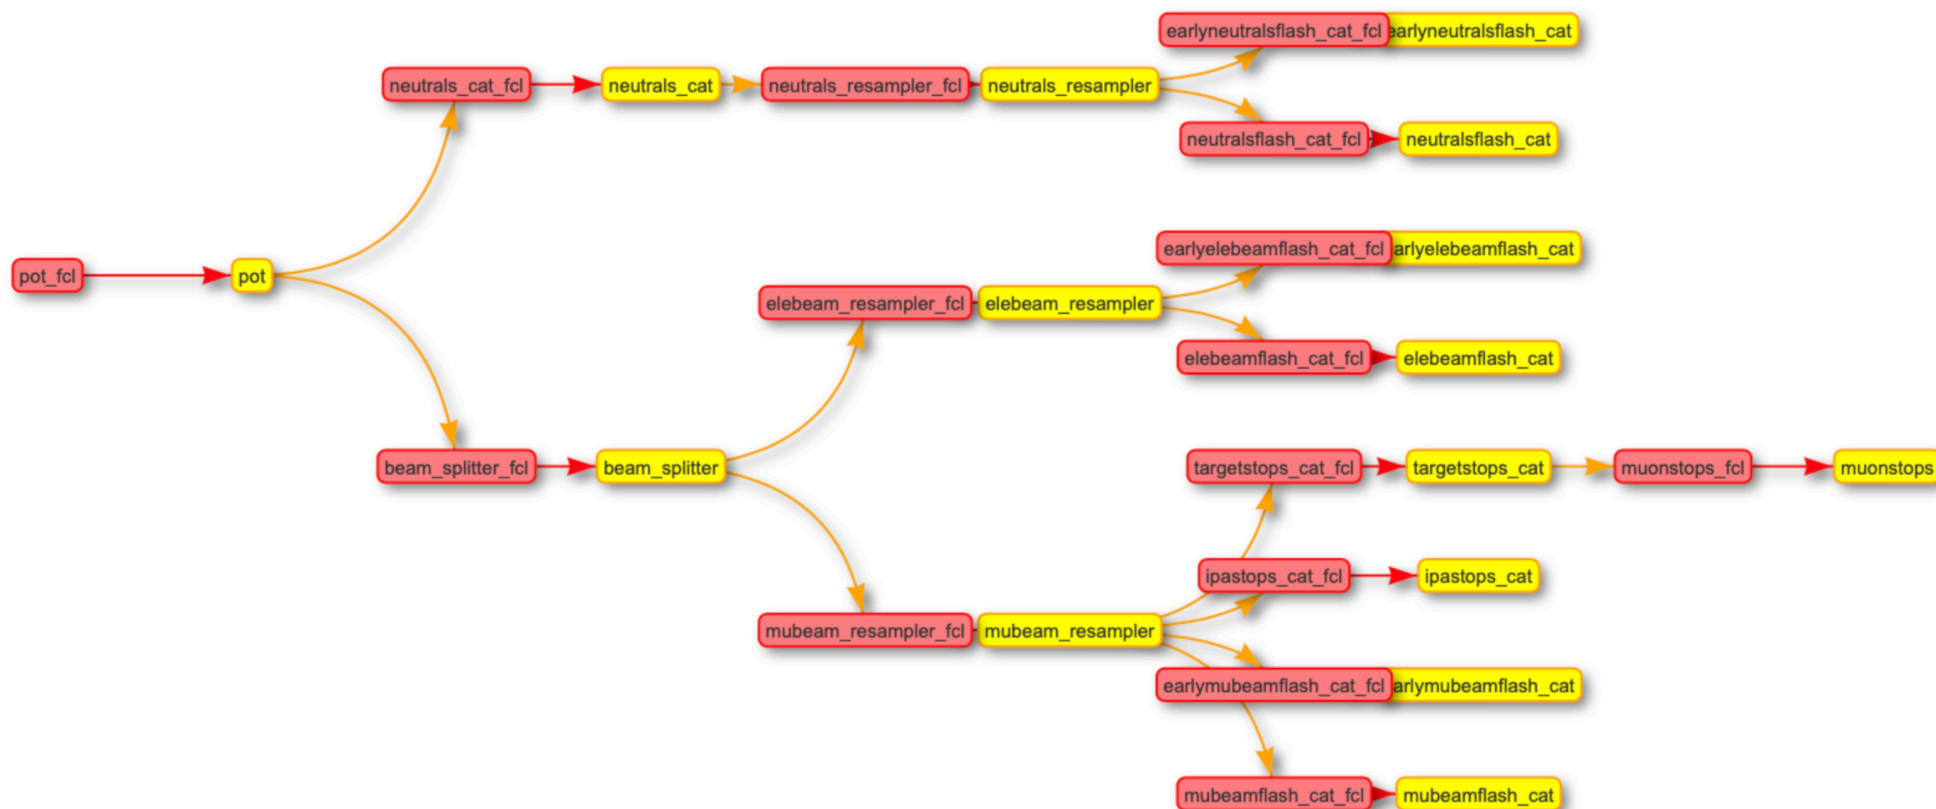 earlyneutralsflash_cat_fcl earlyneutralsflash_cat
neutrals_cat_fcl neutrals_cat neutrals_resampler_fcl neutrals_resampler
neutralsflash_cat_fcl neutralsflash_cat
earlyelebeamflash_cat_fcl arlyelebeamflash_cat
pot_fcl pot
elebeam_resampler_fcl elebeam_resampler
elebeamflash_cat_fcl elebeamflash_cat
beam_splitter_fcl beam_splitter targetstops_cat_fcl targetstops_cat muonstops_fcl muonstops
ipastops_cat_fcl ipastops_cat
mubeam_resampler_fcl mubeam_resampler
earlymubeamflash_cat_fcl arlymubeamflash_cat
mubeamflash_cat_fcl mubeamflash_cat